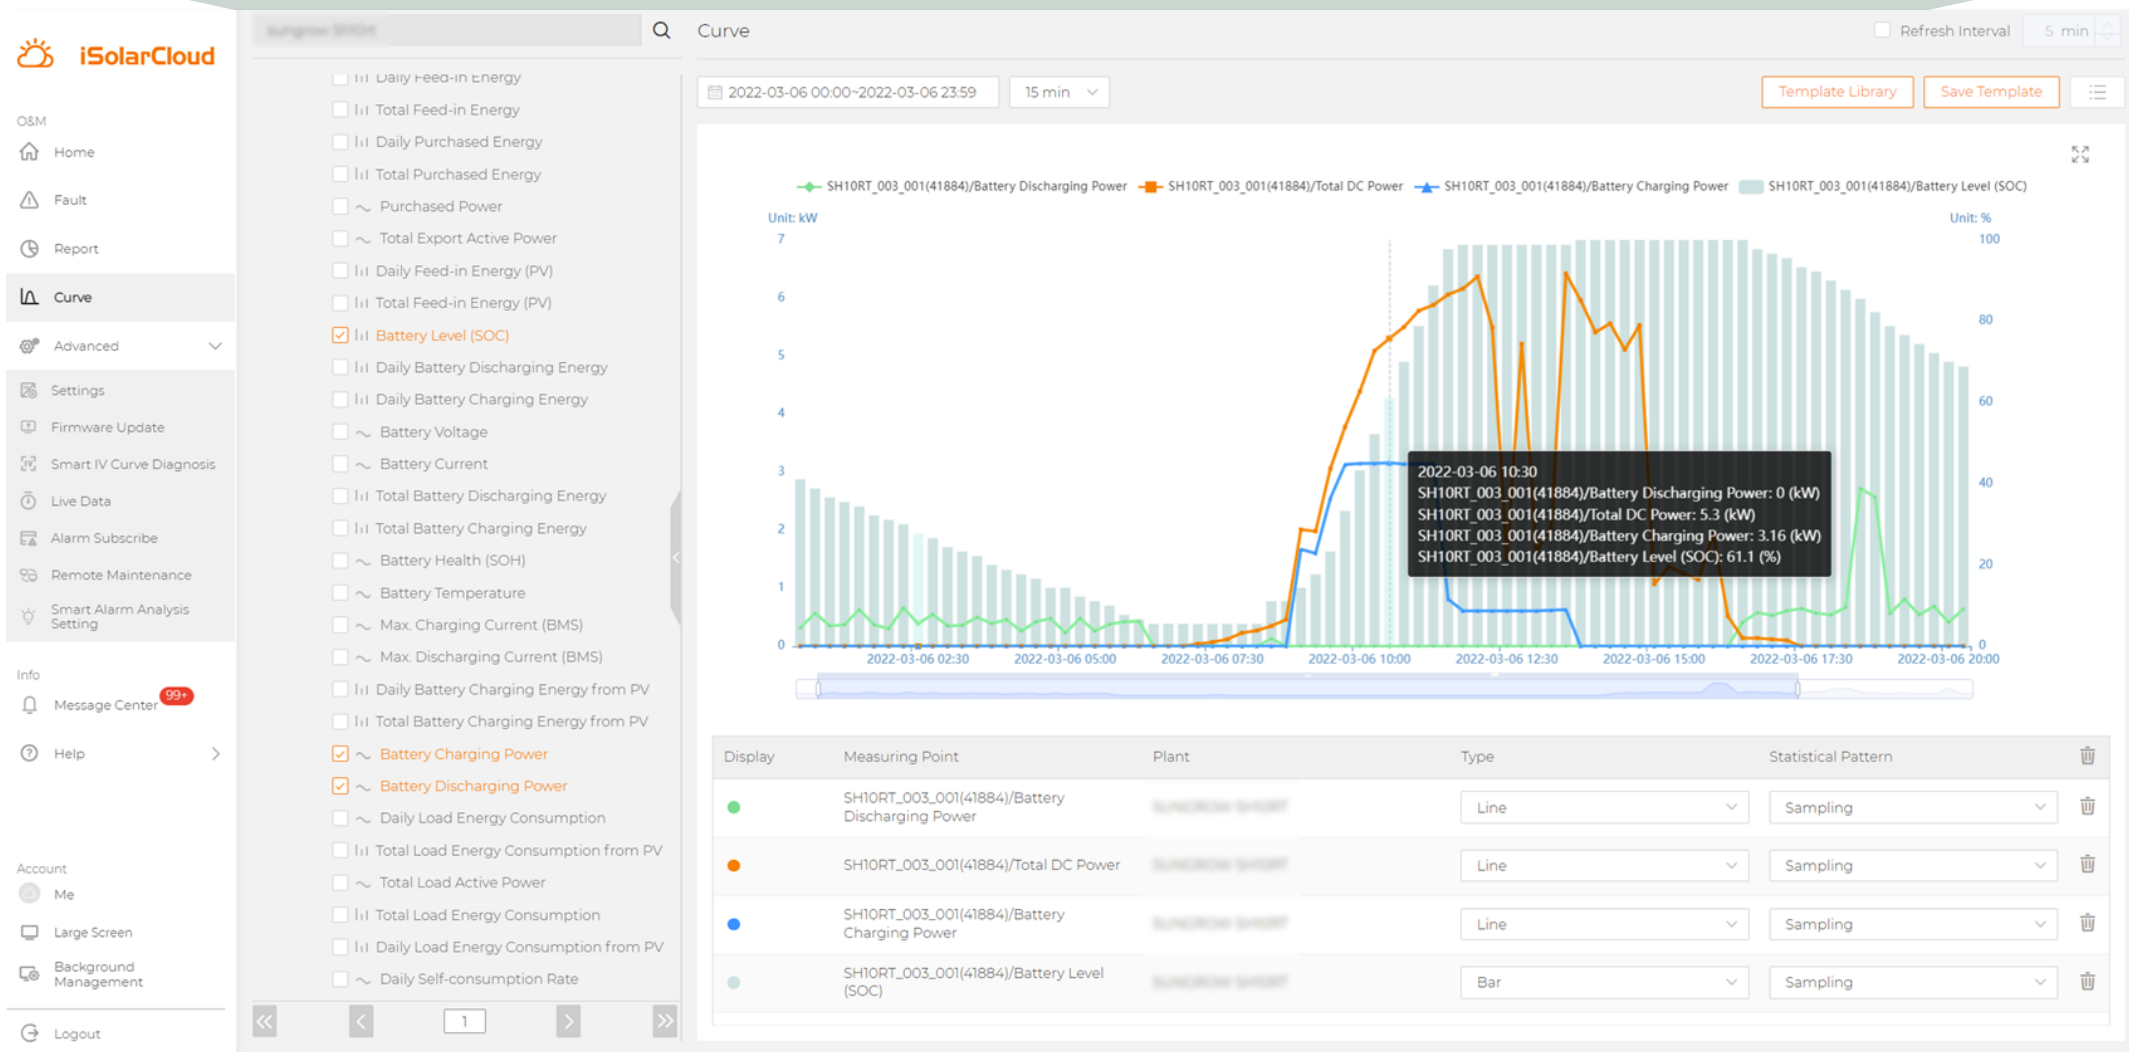 iSolarCloud
O&M
Home
Fault
Report
Curve
Advanced
Settings
Firmware Update
Smart IV Curve Diagnosis
Live Data
Alarm Subscribe
Remote Maintenance
Smart Alarm Analysis
Setting
Info
Message Center 99+
Help
Account
Me
Large Screen
Background
Management
Logout
Daily Feed-in Energy
Total Feed-in Energy
Daily Purchased Energy
Total Purchased Energy
Purchased Power
Total Export Active Power
Daily Feed-in Energy (PV)
Total Feed-in Energy (PV)
Battery Level (SOC)
Daily Battery Discharging Energy
Daily Battery Charging Energy
Battery Voltage
Battery Current
Total Battery Discharging Energy
Total Battery Charging Energy
Battery Health (SOH)
Battery Temperature
Max. Charging Current (BMS)
Max. Discharging Current (BMS)
Daily Battery Charging Energy from PV
Total Battery Charging Energy from PV
Battery Charging Power
Battery Discharging Power
Daily Load Energy Consumption
Total Load Energy Consumption from PV
Total Load Active Power
Total Load Energy Consumption
Daily Load Energy Consumption from PV
Daily Self-consumption Rate
1
Curve
Refresh Interval 5 min
2022-03-06 00:00~2022-03-06 23:59 15 min
Template Library Save Template
SH10RT_003_001(41884)/Battery Discharging Power SH10RT_003_001(41884)/Total DC Power SH10RT_003_001(41884)/Battery Charging Power SH10RT_003_001(41884)/Battery Level (SOC)
Unit: kW Unit: %
7 100
6
80
5
4 60
3
40
2
20
1
0 0
2022-03-06 10:30
SH10RT_003_001(41884)/Battery Discharging Power: 0 (kW)
SH10RT_003_001(41884)/Total DC Power: 5.3 (kW)
SH10RT_003_001(41884)/Battery Charging Power: 3.16 (kW)
SH10RT_003_001(41884)/Battery Level (SOC): 61.1 (%)
2022-03-06 02:30 2022-03-06 05:00 2022-03-06 07:30 2022-03-06 10:00 2022-03-06 12:30 2022-03-06 15:00 2022-03-06 17:30 2022-03-06 20:00
Display Measuring Point Plant Type Statistical Pattern
SH10RT_003_001(41884)/Battery
Discharging Power
Line Sampling
SH10RT_003_001(41884)/Total DC Power
Line Sampling
SH10RT_003_001(41884)/Battery
Charging Power
Line Sampling
SH10RT_003_001(41884)/Battery Level
(SOC)
Bar Sampling